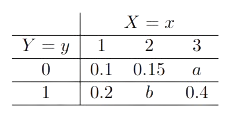 X = x
Y = y 1 2 3
0 0.1 0.15 a
1 0.2 b 0.4